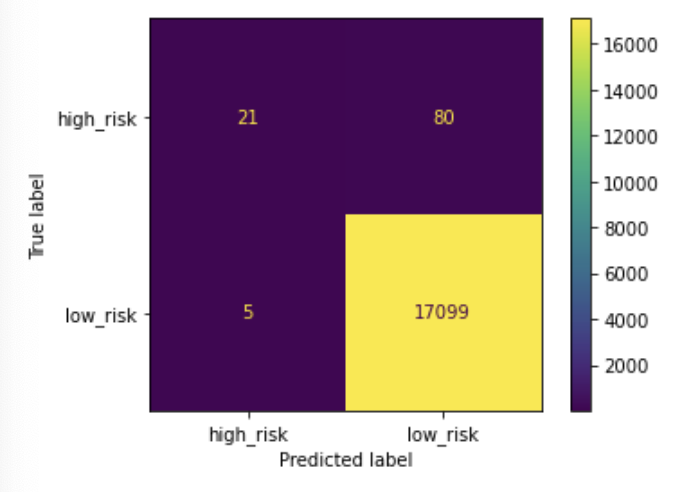 high_risk
21
80
True label
low_risk
5
17099
high_risk
low_risk
Predicted label
16000
14000
12000
10000
8000
6000
4000
2000